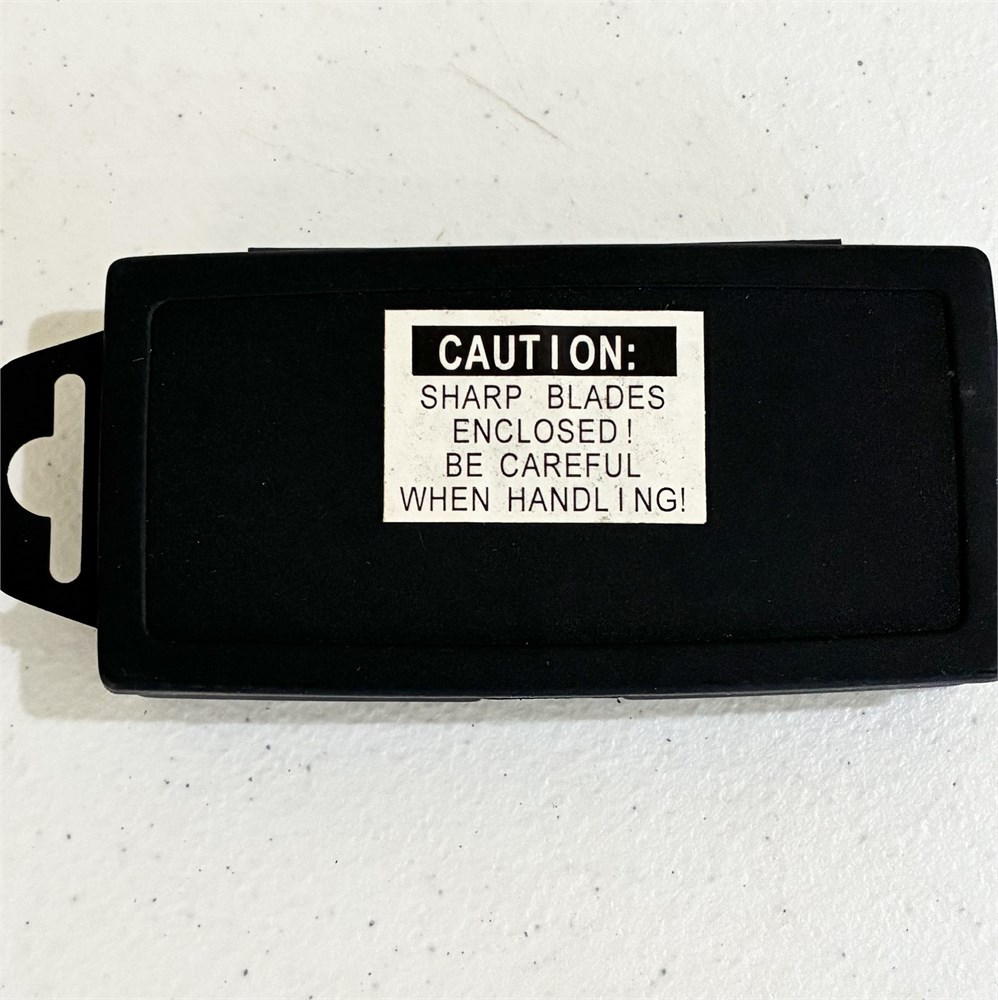 CAUTION:
SHARP BLADES
ENCLOSED!
BE CAREFUL
WHEN HANDLING!